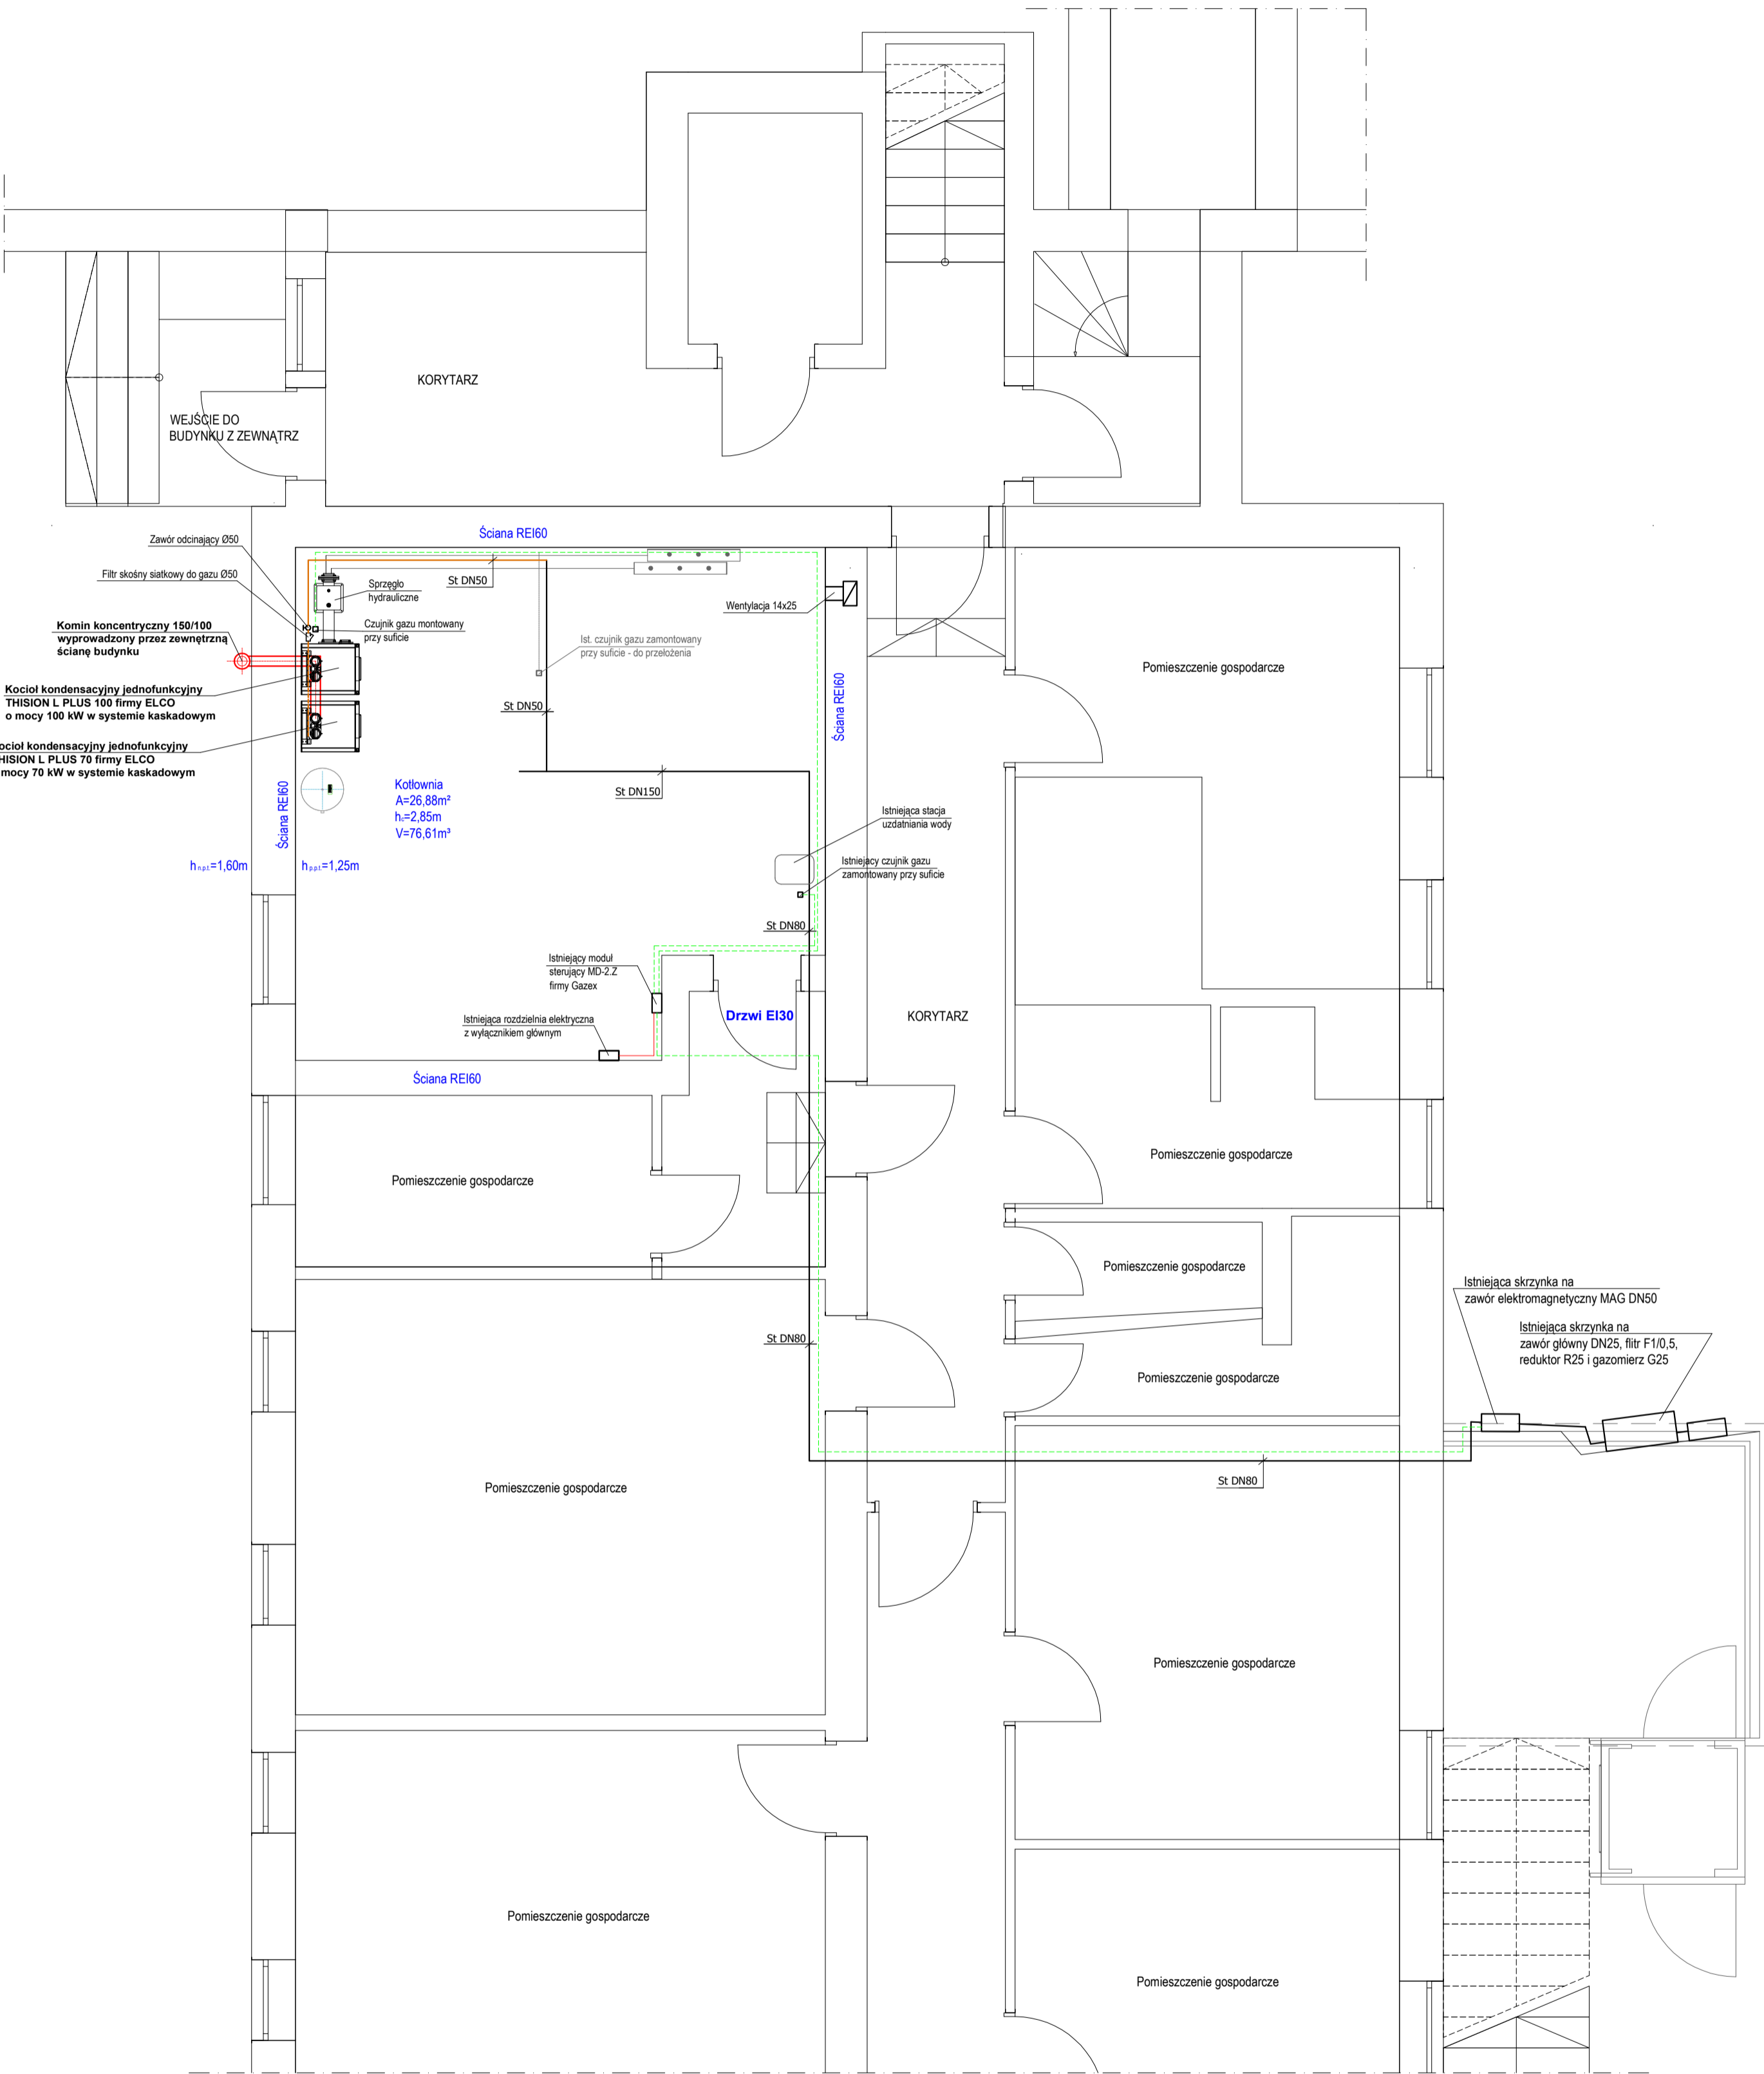 KORYTARZ
WEJŚCIE DO
BUDYNKU Z ZEWNĄTRZ
Ściana REI60
Zawór odcinający Ø50
Filtr skośny siatkowy do gazu Ø50
Sprzęgło
hydrauliczne
St DN50
Wentylacja 14x25
Komin koncentryczny 150/100
wyprowadzony przez zewnętrzną
ścianę budynku
Czujnik gazu montowany
przy suficie
Ist. czujnik gazu zamontowany
przy suficie - do przełożenia
Pomieszczenie gospodarcze
Kocioł kondensacyjny jednofunkcyjny
THISION L PLUS 100 firmy ELCO
o mocy 100 kW w systemie kaskadowym
St DN50
Ściana REI60
ocioł kondensacyjny jednofunkcyjny
HISION L PLUS 70 firmy ELCO
mocy 70 kW w systemie kaskadowym
Ściana REI60
Kotłownia
A=26,88m²
h=2,85m
V=76,61m³
St DN150
Istniejąca stacja
uzdatniania wody
h n.p.t.=1,60m
h p.p.t.=1,25m
Istniejacy czujnik gazu
zamontowany przy suficie
St DN80
Istniejący moduł
sterujący MD-2.Z
firmy Gazex
Istniejąca rozdzielnia elektryczna
z wyłącznikiem głównym
Drzwi EI30
KORYTARZ
Ściana REI60
Pomieszczenie gospodarcze
Pomieszczenie gospodarcze
Pomieszczenie gospodarcze
Istniejąca skrzynka na
zawór elektromagnetyczny MAG DN50
Istniejąca skrzynka na
zawór główny DN25, flitr F1/0,5,
reduktor R25 i gazomierz G25
St DN80
Pomieszczenie gospodarcze
Pomieszczenie gospodarcze
St DN80
Pomieszczenie gospodarcze
Pomieszczenie gospodarcze
Pomieszczenie gospodarcze